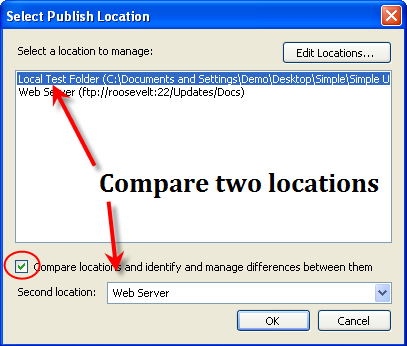 Select Publish Location
Select a location to manage:
Edit Locations...
Local Test Folder (C:\Documents and Settings\Demo\Desktop\Simple\Simple U
Web Server (ftp://roosevelt:22/Updates/Docs)
Compare two locations
Compare locations and identify and manage differences between them
Second location:
Web Server
OK
Cancel